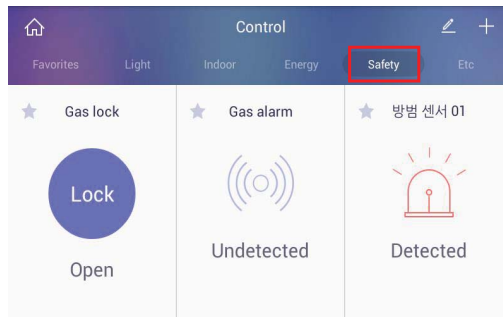 Control
Favorites Light Indoor Energy Safety Etc
Gas lock Gas alarm 방범 센서 01
Lock
Undetected Detected
Open